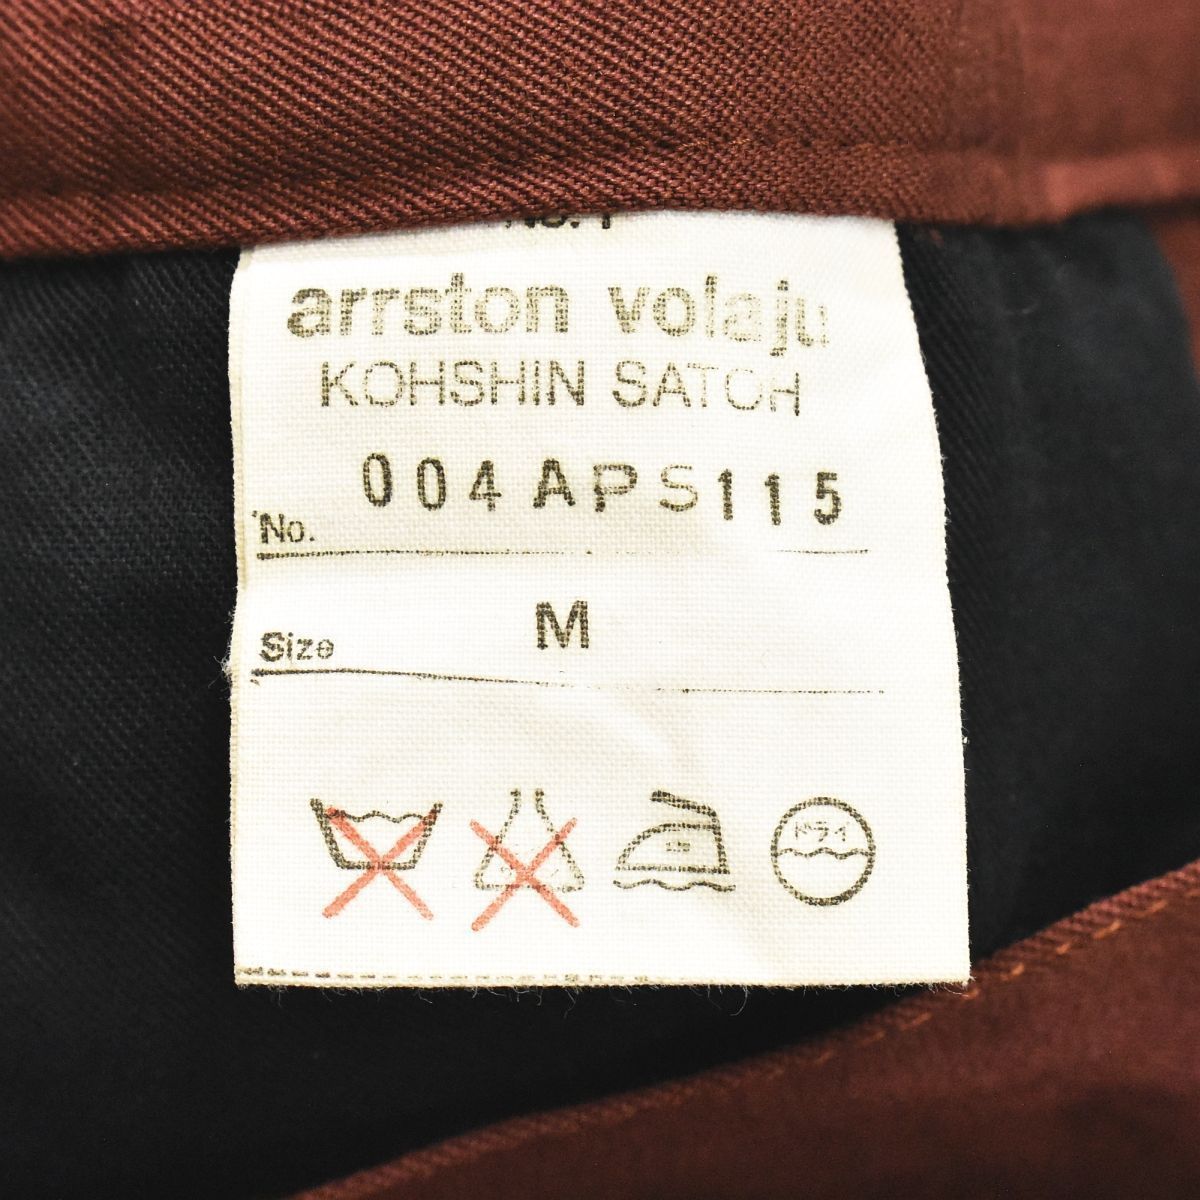 arrston volaju
KOHSHIN SATOH
No. 004APS115
Size M
ドライ